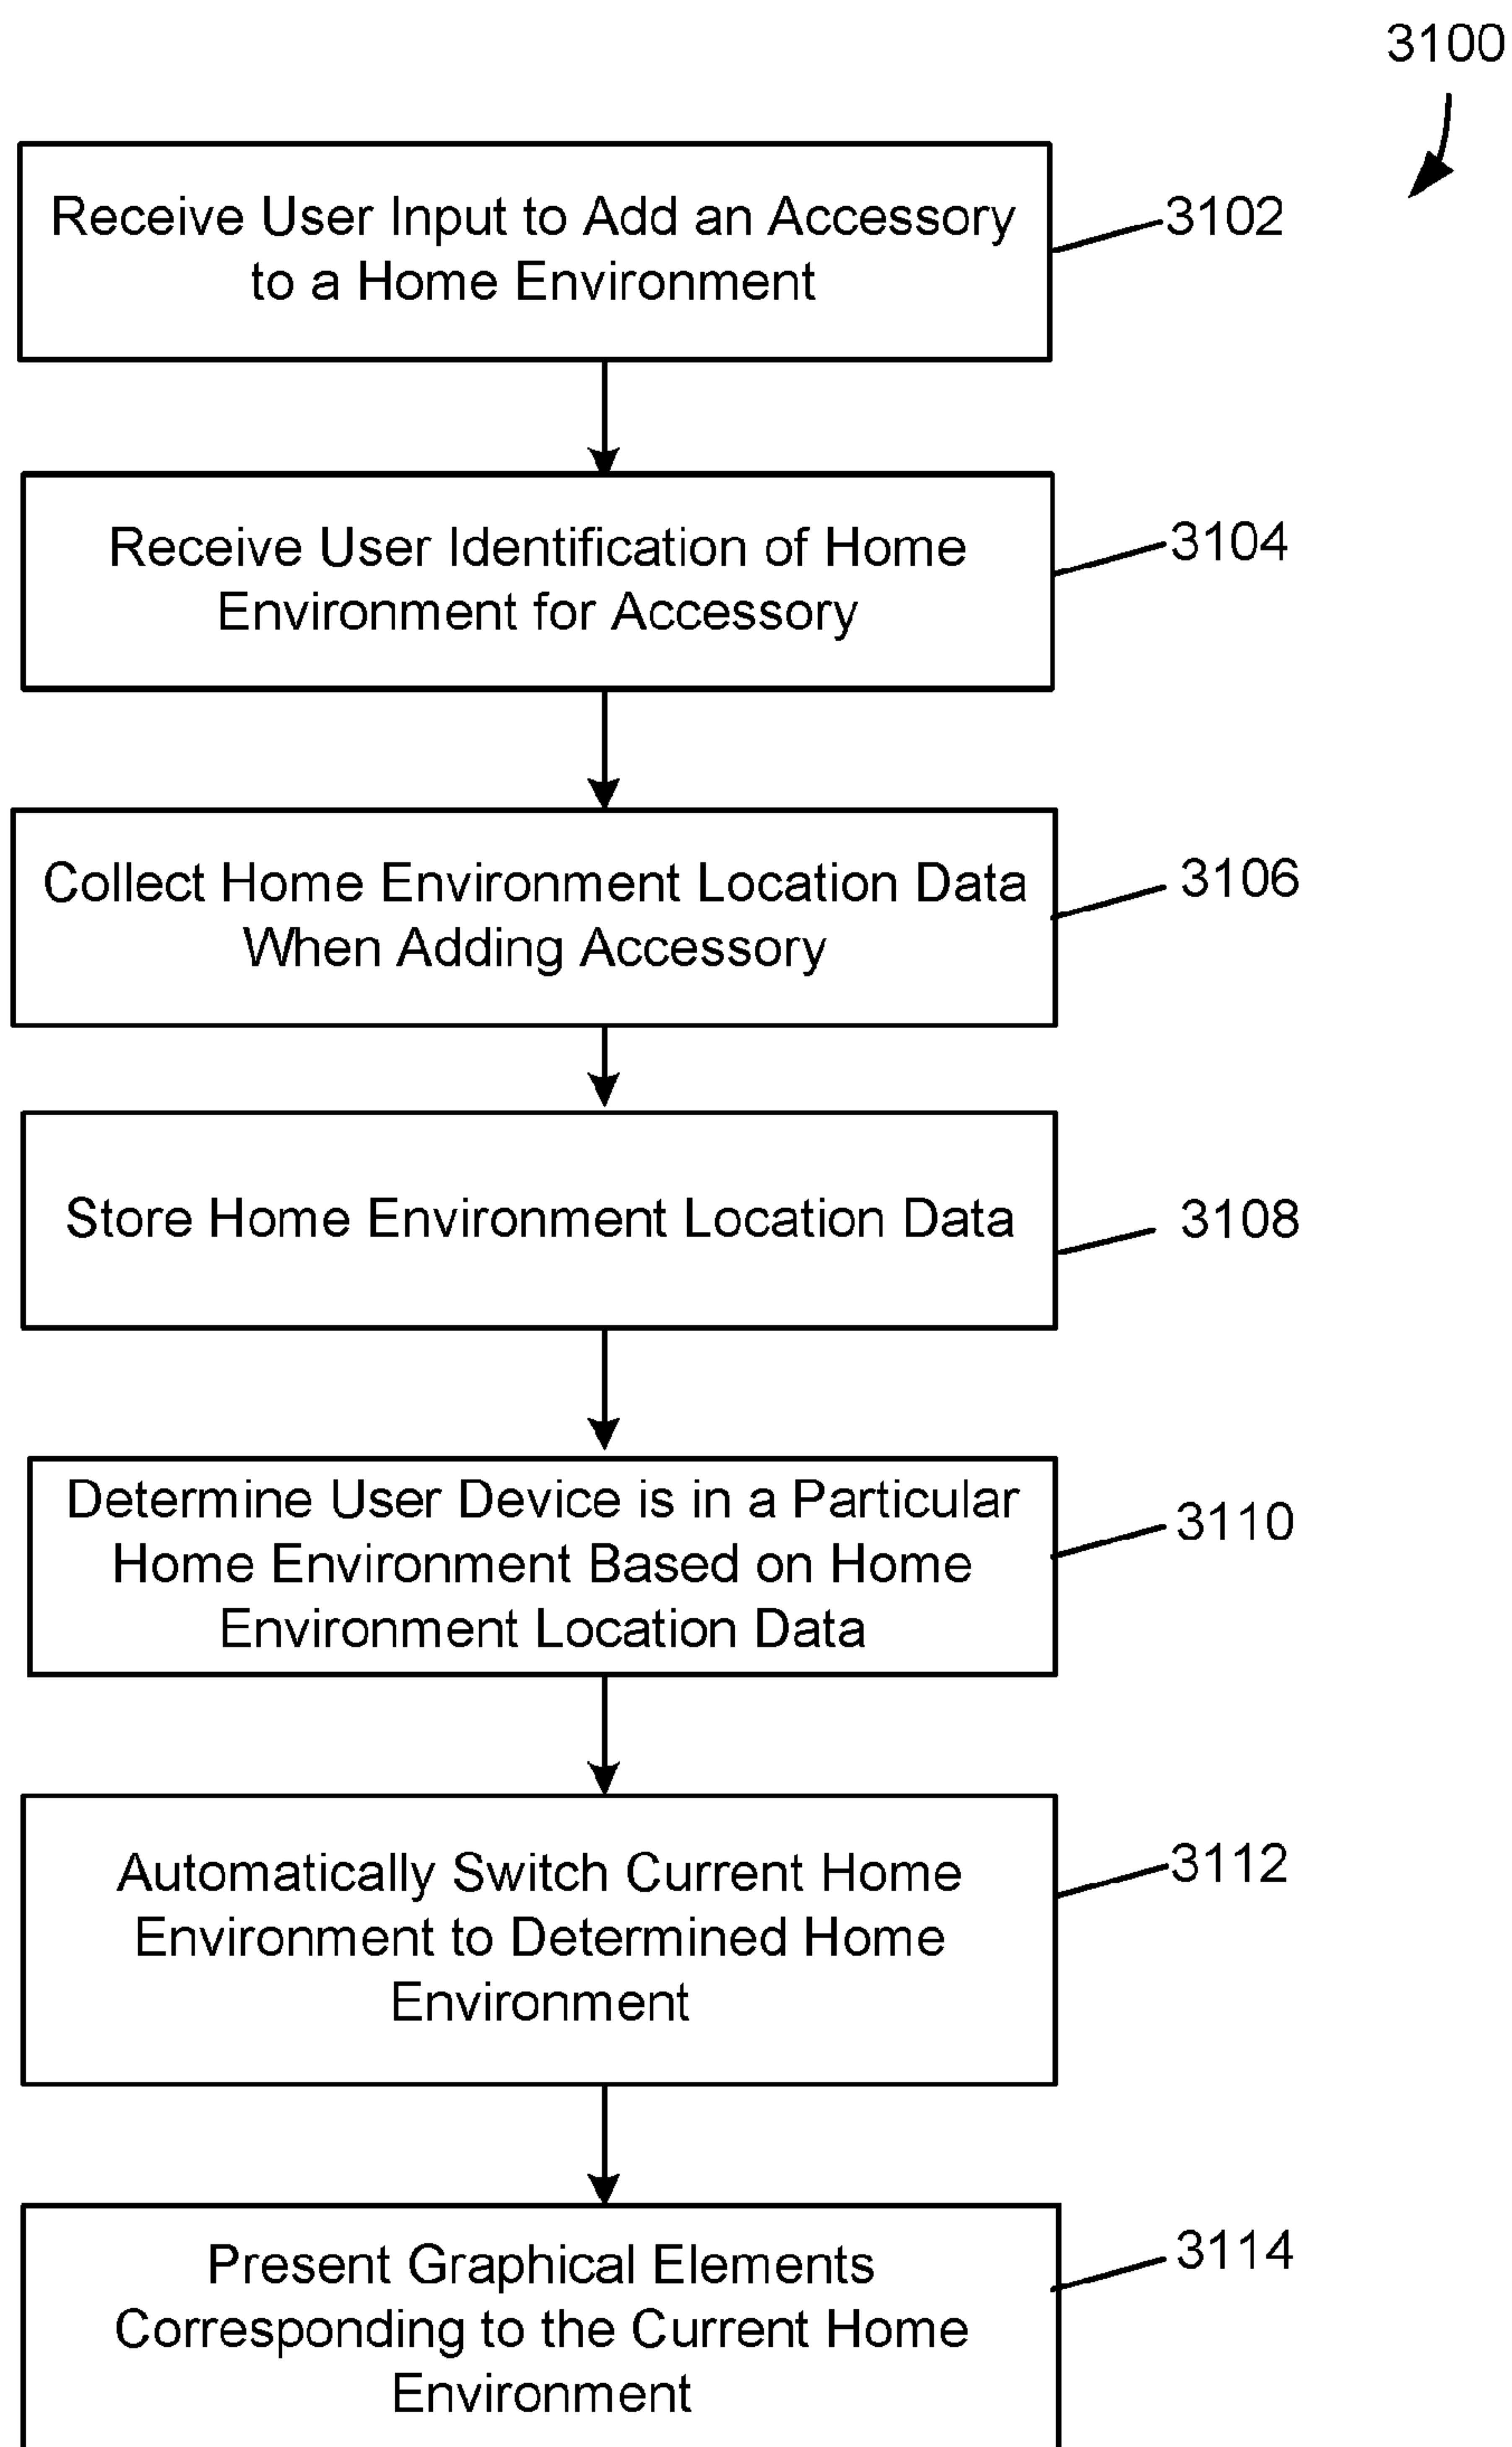 3100
Receive User Input to Add an Accessory
to a Home Environment
3102
Receive User Identification of Home
Environment for Accessory
3104
Collect Home Environment Location Data
When Adding Accessory
3106
Store Home Environment Location Data
3108
Determine User Device is in a Particular
Home Environment Based on Home
Environment Location Data
3110
Automatically Switch Current Home
Environment to Determined Home
Environment
3112
Present Graphical Elements
Corresponding to the Current Home
Environment
3114